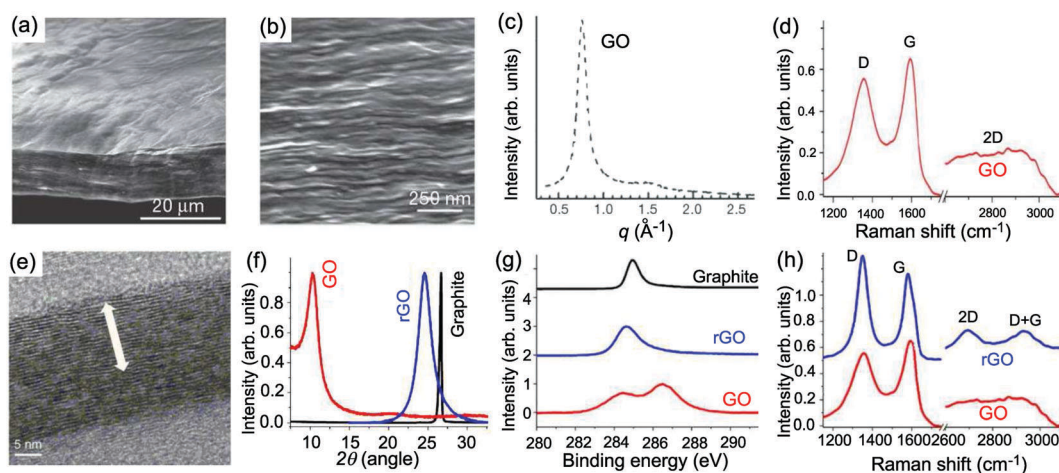 (a)
20 μm
(b)
250 nm
(c)
GO
Intensity (arb. units)
0.5 1.0 1.5 2.0 2.5
q (Å-1)
(d)
D
G
2D
GO
Intensity (arb. units)
0.8
0.6
0.4
0.2
0.0
1200 1400 1600 2800 3000
Raman shift (cm-1)
(e)
5 nm
(f)
GO
rGO
Graphite
Intensity (arb. units)
1.0
0.8
0.6
0.4
0.2
0.0
10 15 20 25 30
2θ (angle)
(g)
Graphite
rGO
GO
Intensity (arb. units)
4
2
0
280 282 284 286 288 290
Binding energy (eV)
(h)
D
G
2D
D+G
rGO
GO
Intensity (arb. units)
1.2
1.0
0.8
0.6
0.4
0.2
0.0
1200 1400 1600 2600 2800 3000
Raman shift (cm-1)